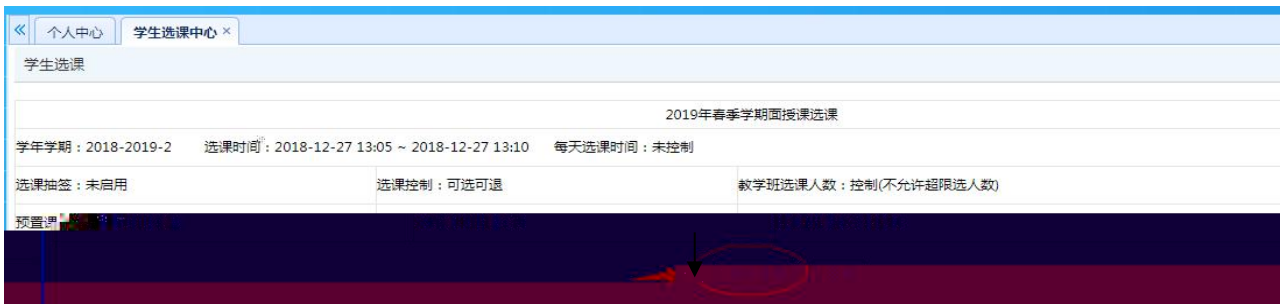 个人中心 学生选课中心
学生选课
2019年春季学期面授课选课
学年学期：2018-2019-2 选课时间：2018-12-27 13:05 ~ 2018-12-27 13:10 每天选课时间：未控制
选课抽签：未启用 选课控制：可选可退 教学班选课人数：控制(不允许超限选人数)
预置课